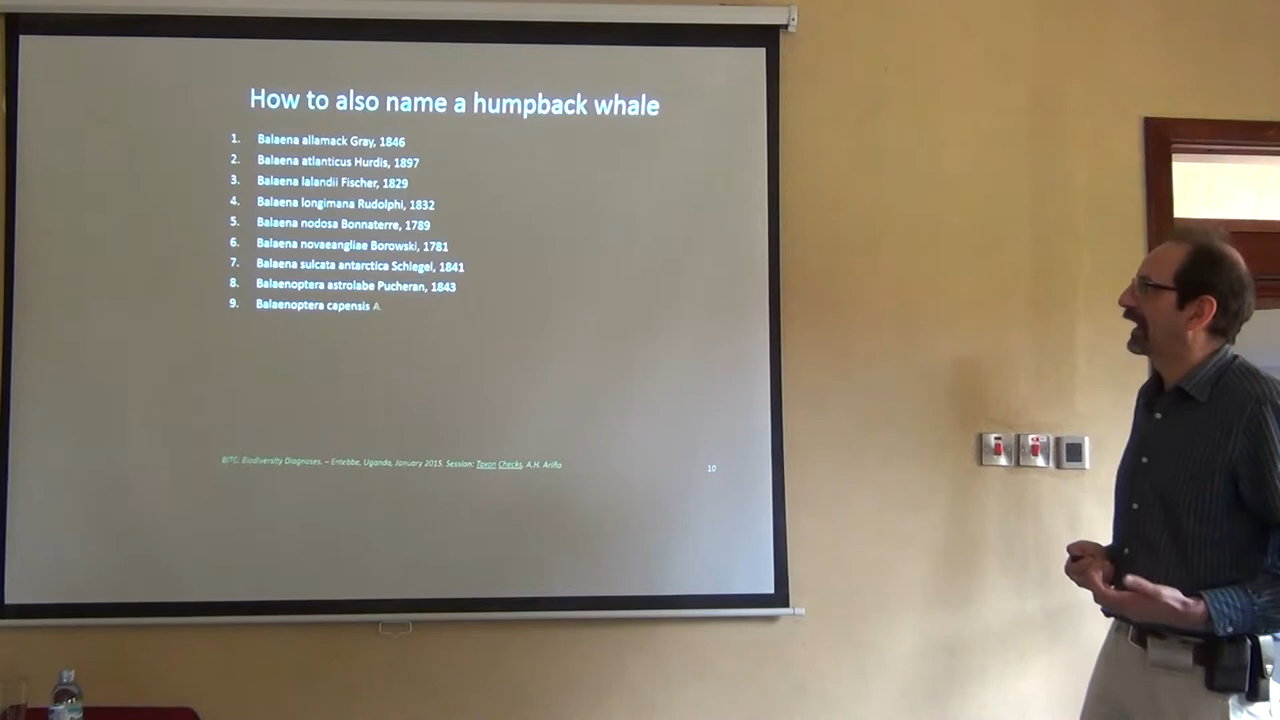 How to also name a humpback whale
1. Balaena allamack Gray, 1846
2. Balaena atlanticus Hurdis, 1897
3. Balaena lalandii Fischer, 1829
4. Balaena longimana Rudolphi, 1832
5. Balaena nodosa Bonnaterre, 1789
6. Balaena novaeangliae Borowski, 1781
7. Balaena sulcata antarctica Schlegel, 1841
8. Balaenoptera astrolabe Pucheran, 1843
9. Balaenoptera capensis A.
BITC. Biodiversity Diagnoses. – Entebbe, Uganda, January 2015. Session: Taxon Checks. A.H. Ariño
10